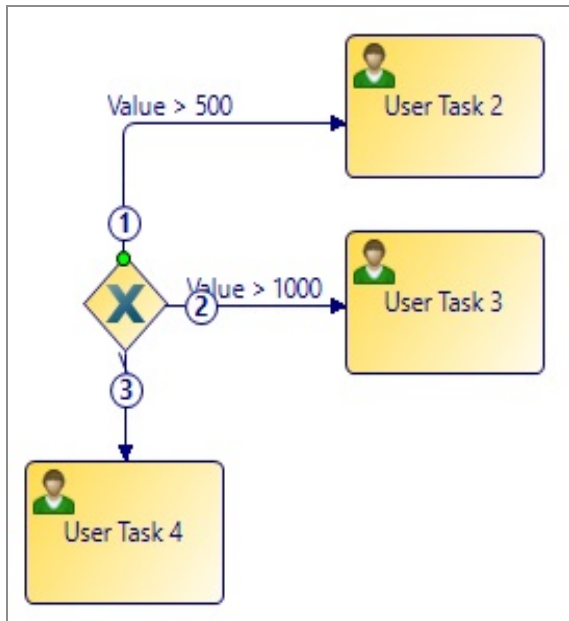 Value > 500
User Task 2
1
Value > 1000
2
User Task 3
X
3
User Task 4